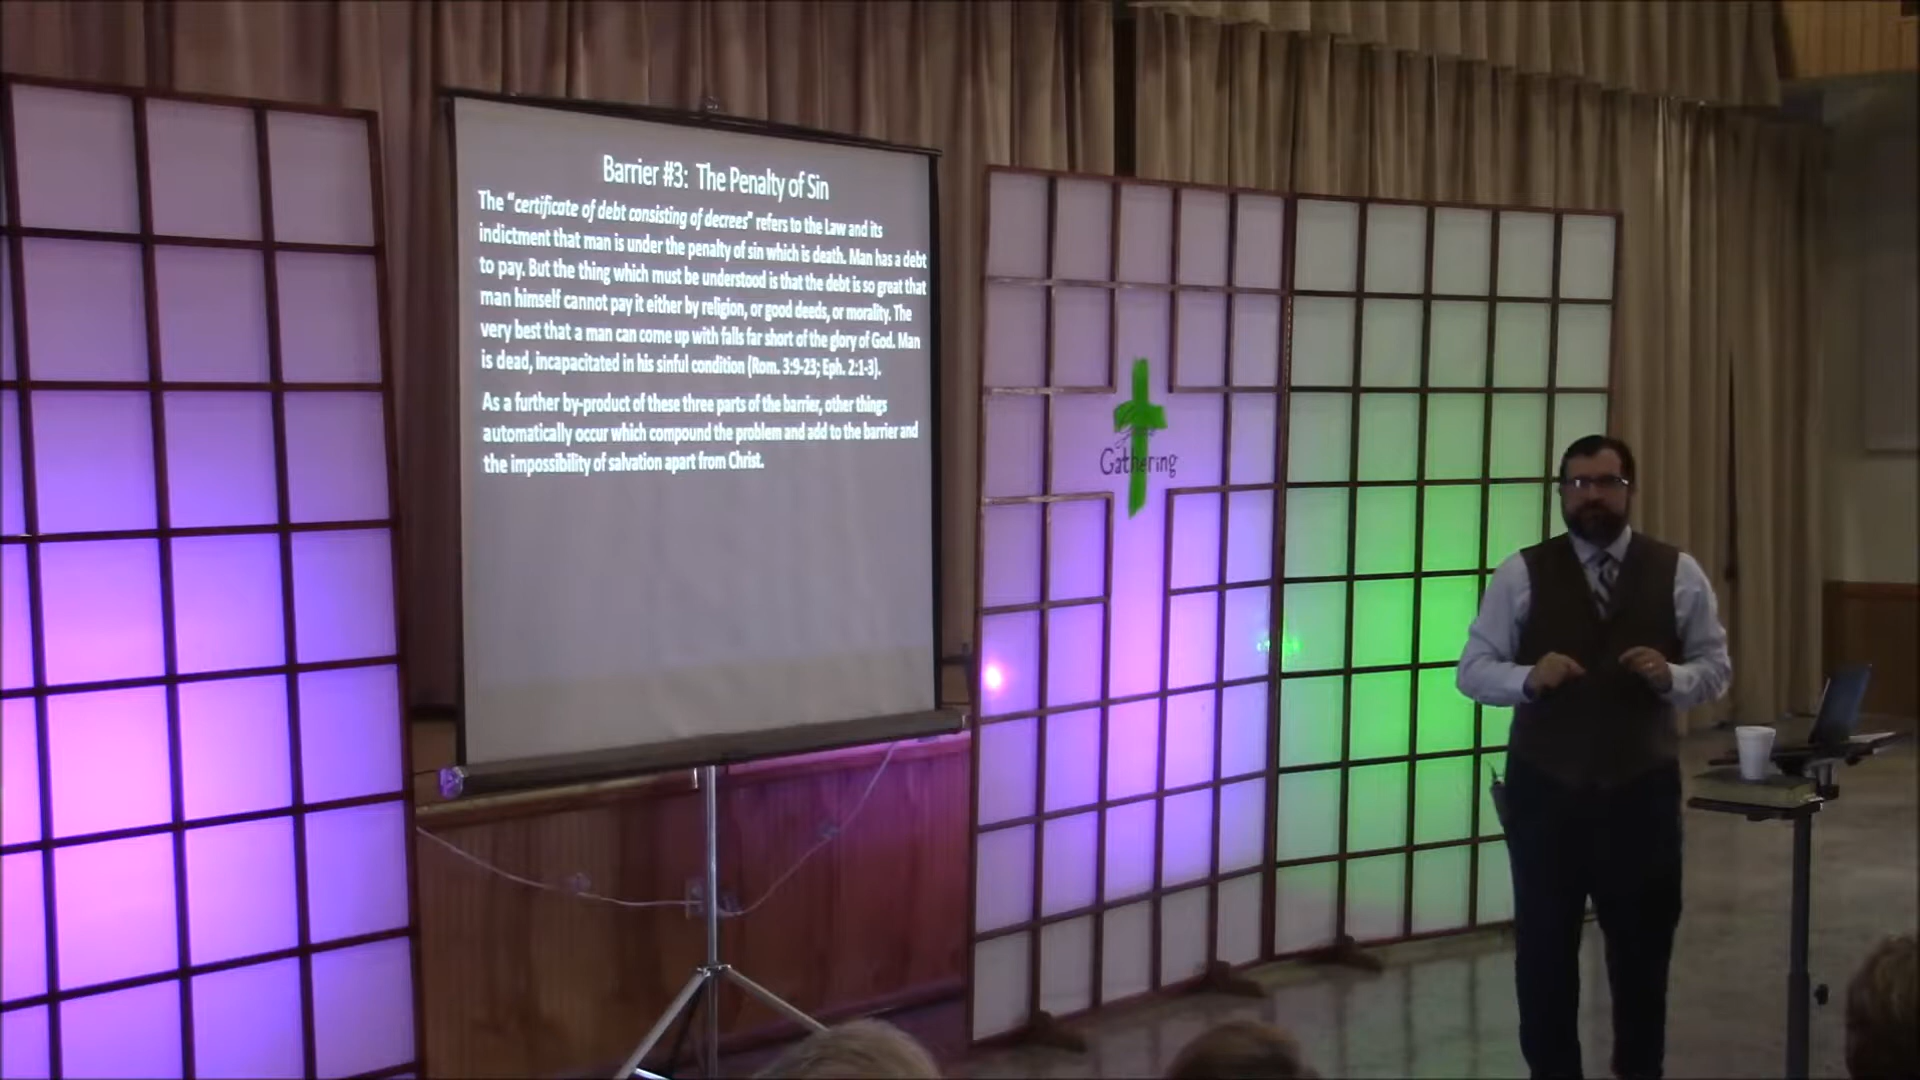 Barrier #3: The Penalty of Sin
The "certificate of debt consisting of decrees" refers to the Law and its
indictment that man is under the penalty of sin which is death. Man has a debt
to pay. But the thing which must be understood is that the debt is so great that
man himself cannot pay it either by religion, or good deeds, or morality. The
very best that a man can come up with falls far short of the glory of God. Man
is dead, incapacitated in his sinful condition (Rom. 3:9-23; Eph. 2:1-3).
As a further by-product of these three parts of the barrier, other things
automatically occur which compound the problem and add to the barrier and
the impossibility of salvation apart from Christ.
Gathering